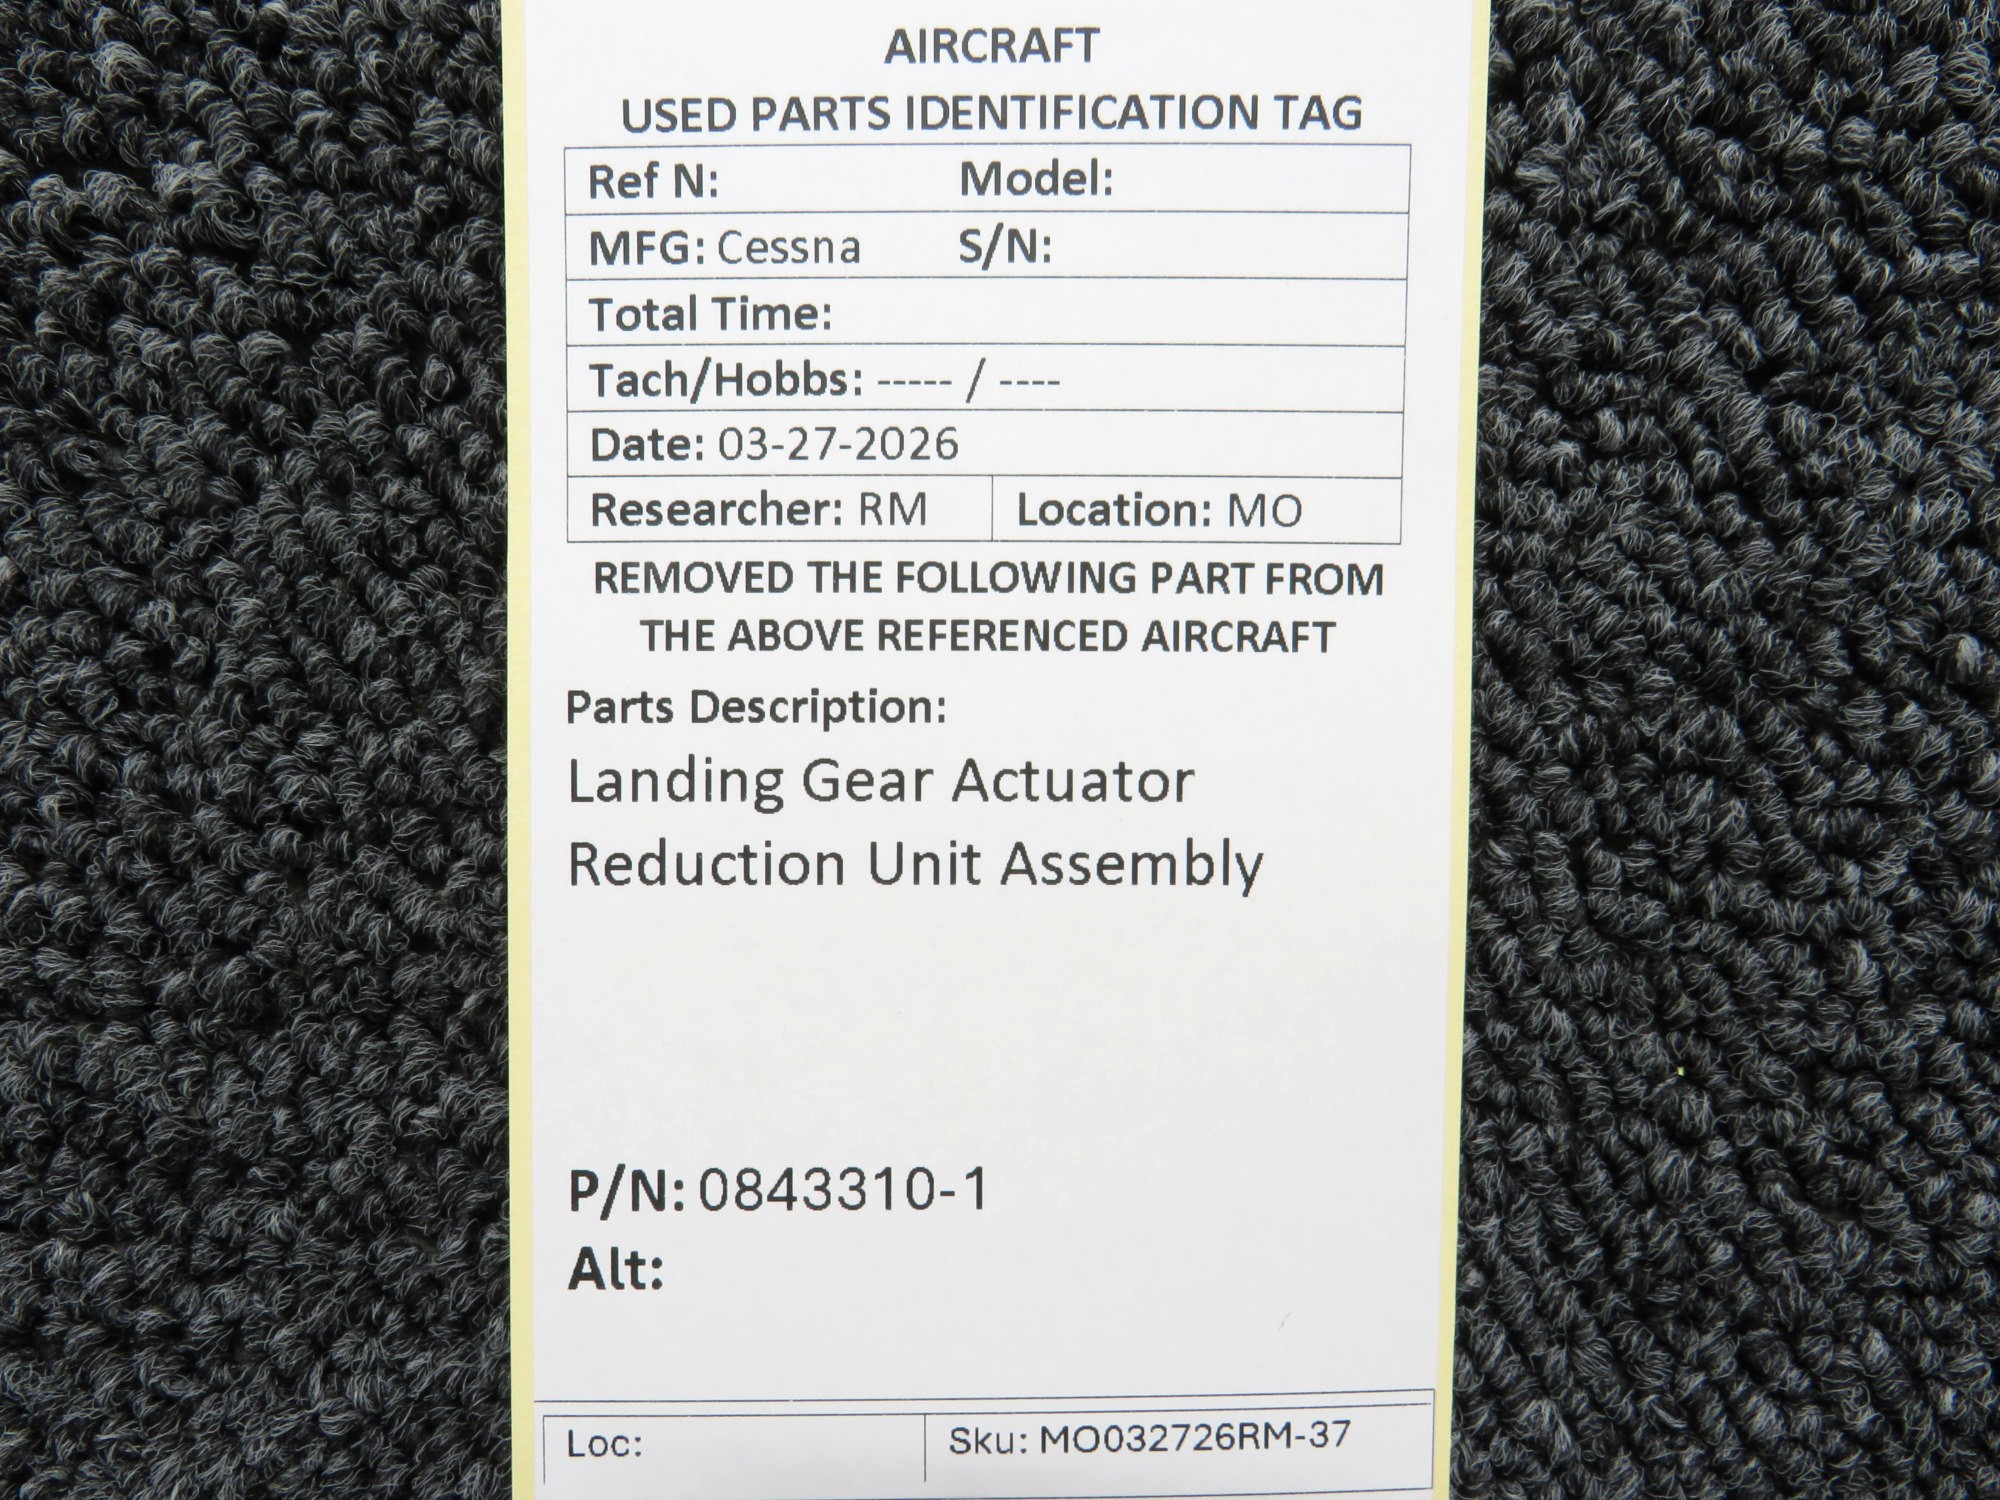 AIRCRAFT
USED PARTS IDENTIFICATION TAG
Ref N: Model:
MFG: Cessna S/N:
Total Time:
Tach/Hobbs: ----- / ----
Date: 03-27-2026
Researcher: RM Location: MO
REMOVED THE FOLLOWING PART FROM
THE ABOVE REFERENCED AIRCRAFT
Parts Description:
Landing Gear Actuator
Reduction Unit Assembly
P/N: 0843310-1
Alt:
Loc: Sku: MO032726RM-37